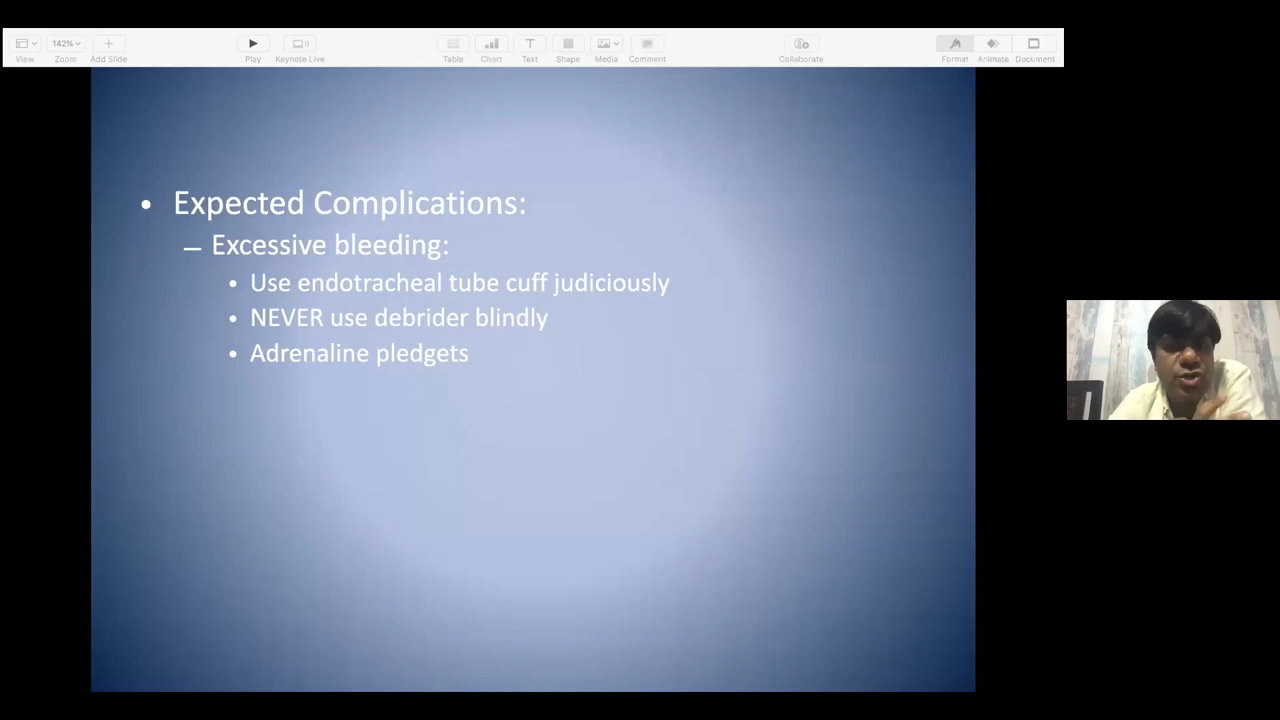 142%
View
Zoom
Add Slide
Play
Keynote Live
Table
Chart
Text
Shape
Media
Comment
Collaborate
Format
Animate
Document
• Expected Complications:
– Excessive bleeding:
• Use endotracheal tube cuff judiciously
• NEVER use debrider blindly
• Adrenaline pledgets